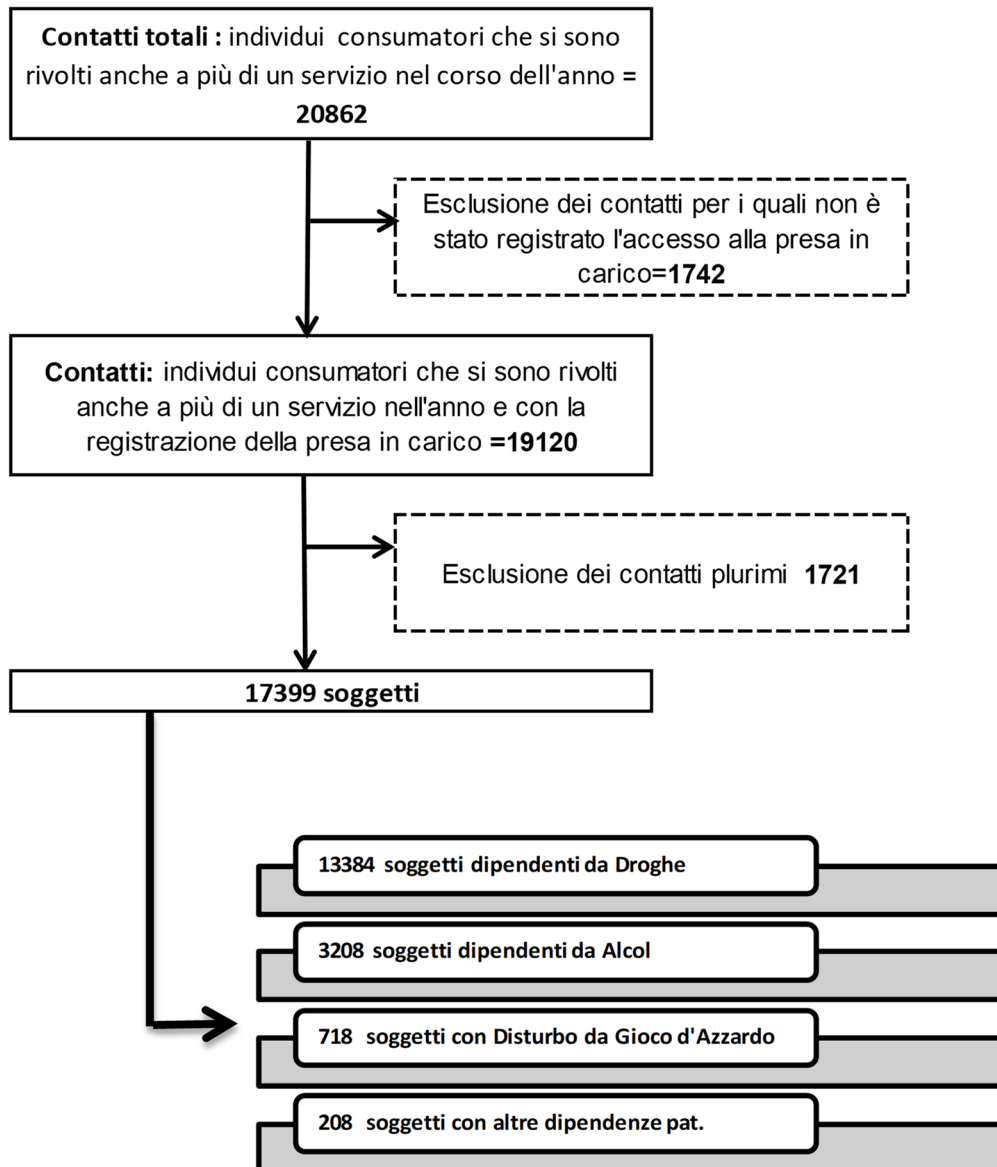 Contatti totali : individui consumatori che si sono
rivolti anche a più di un servizio nel corso dell'anno =
20862
Esclusione dei contatti per i quali non è
stato registrato l'accesso alla presa in
carico=1742
Contatti: individui consumatori che si sono rivolti
anche a più di un servizio nell'anno e con la
registrazione della presa in carico =19120
Esclusione dei contatti plurimi 1721
17399 soggetti
13384 soggetti dipendenti da Droghe
3208 soggetti dipendenti da Alcol
718 soggetti con Disturbo da Gioco d'Azzardo
208 soggetti con altre dipendenze pat.